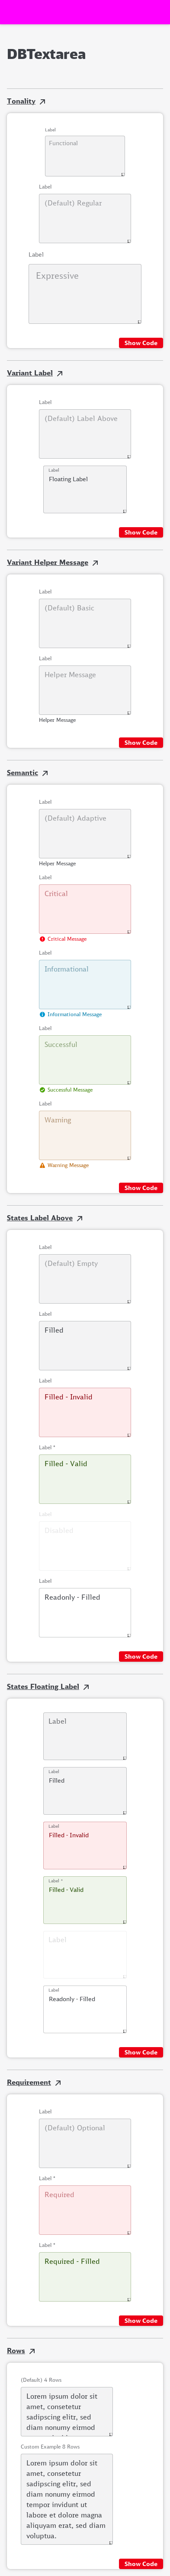 DBTextarea
Tonality
Label
Functional
Label
(Default) Regular
Label
Expressive
Show Code
Variant Label
Label
(Default) Label Above
Label
Floating Label
Show Code
Variant Helper Message
Label
(Default) Basic
Label
Helper Message
Helper Message
Show Code
Semantic
Label
(Default) Adaptive
Helper Message
Label
Critical
Critical Message
Label
Informational
Informational Message
Label
Successful
Successful Message
Label
Warning
Warning Message
Show Code
States Label Above
Label
(Default) Empty
Label
Filled
Label
Filled - Invalid
Label *
Filled - Valid
Label
Disabled
Label
Readonly - Filled
Show Code
States Floating Label
Label
Label
Filled
Label
Filled - Invalid
Label *
Filled - Valid
Label
Label
Readonly - Filled
Show Code
Requirement
Label
(Default) Optional
Label *
Required
Label *
Required - Filled
Show Code
Rows
(Default) 4 Rows
Lorem ipsum dolor sit
amet, consetetur
sadipscing elitr, sed
diam nonumy eirmod
Custom Example 8 Rows
Lorem ipsum dolor sit
amet, consetetur
sadipscing elitr, sed
diam nonumy eirmod
tempor invidunt ut
labore et dolore magna
aliquyam erat, sed diam
voluptua.
Show Code